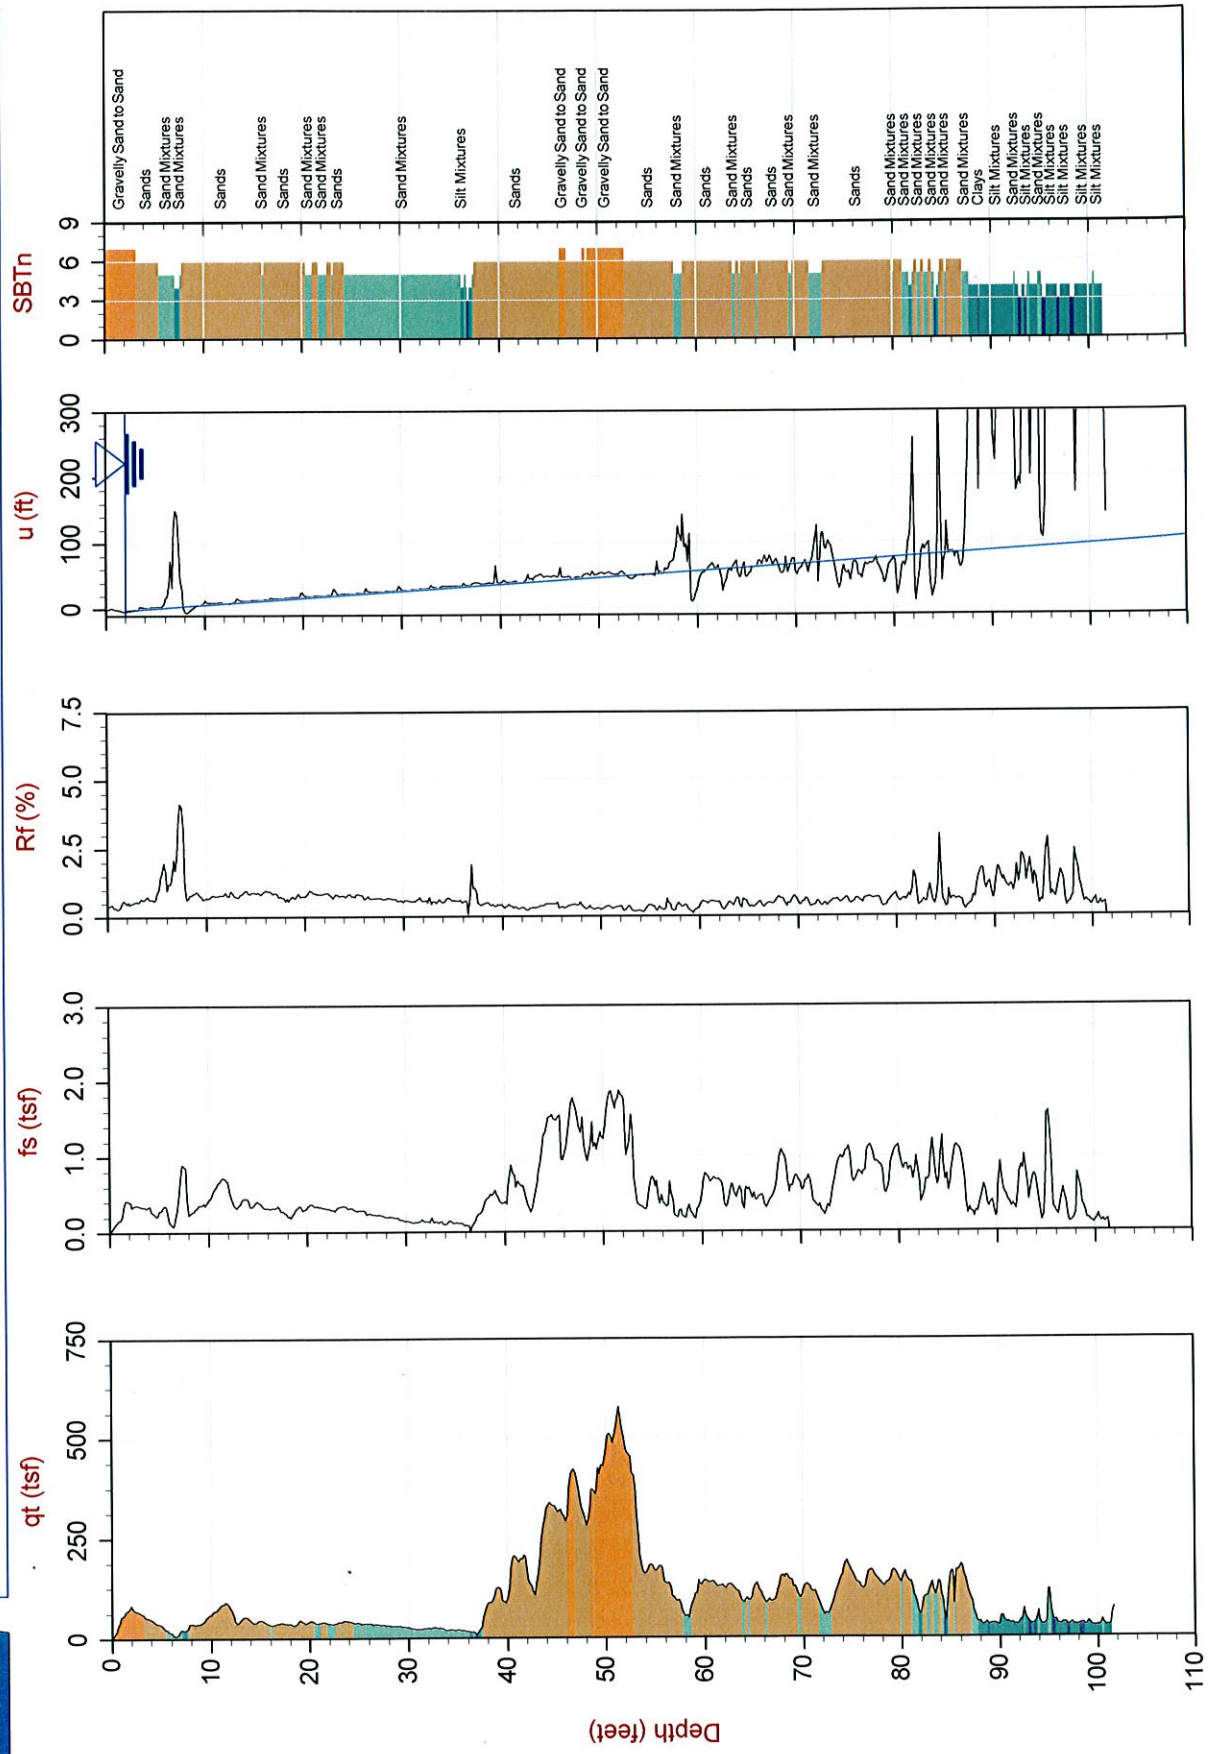 qt (tsf)
0
250
500
750
fs (tsf)
0.0
1.0
2.0
3.0
Rf (%)
0.0
2.5
5.0
7.5
u (ft)
0
100
200
300
SBTn
0
3
6
9
Depth (feet)
0
10
20
30
40
50
60
70
80
90
100
110
Gravelly Sand to Sand
Sands
Sand Mixtures
Sand Mixtures
Sands
Sand Mixtures
Sands
Sand Mixtures
Sand Mixtures
Sands
Sand Mixtures
Silt Mixtures
Sands
Gravelly Sand to Sand
Gravelly Sand to Sand
Gravelly Sand to Sand
Sands
Sand Mixtures
Sands
Sand Mixtures
Sands
Sands
Sand Mixtures
Sand Mixtures
Sands
Sand Mixtures
Sand Mixtures
Sand Mixtures
Sand Mixtures
Sand Mixtures
Sand Mixtures
Clays
Silt Mixtures
Sand Mixtures
Silt Mixtures
Sand Mixtures
Silt Mixtures
Silt Mixtures
Silt Mixtures
Silt Mixtures